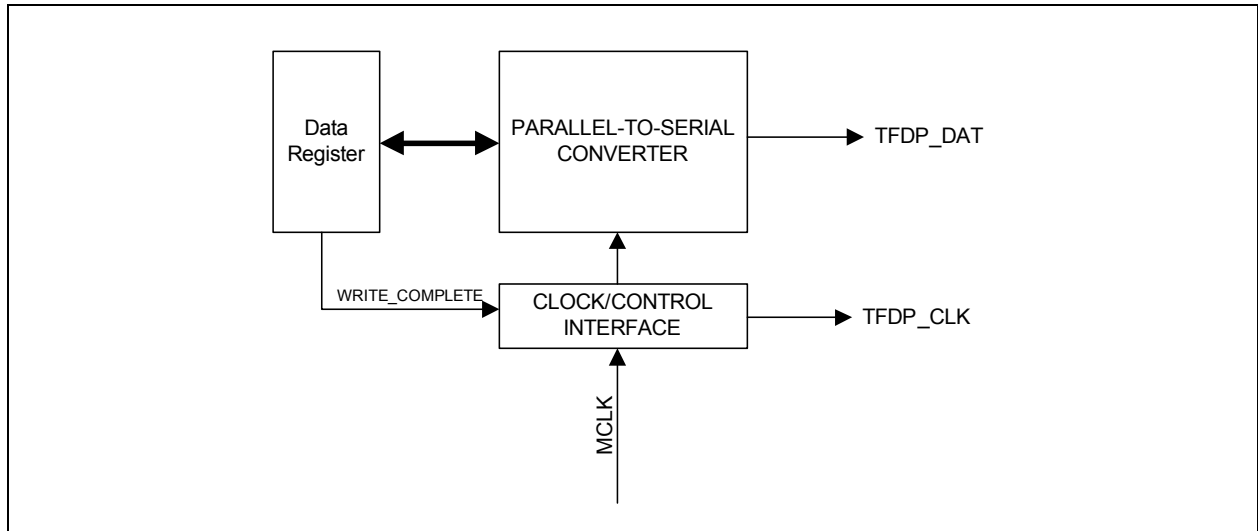 Data
Register
PARALLEL-TO-SERIAL
CONVERTER
TFDP_DAT
WRITE_COMPLETE
CLOCK/CONTROL
INTERFACE
TFDP_CLK
MCLK